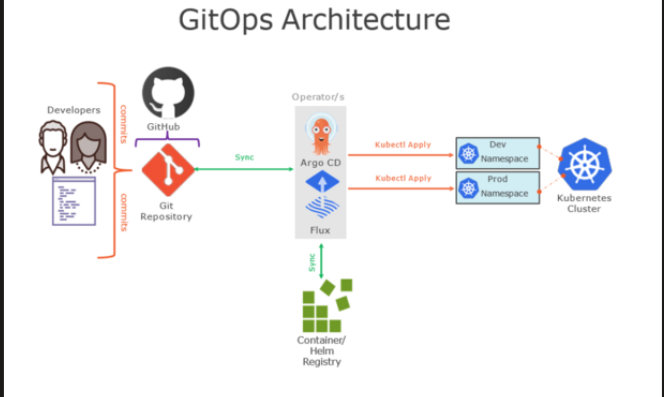 GitOps Architecture
Developers
commits
commits
GitHub
Git
Repository
Sync
Operator/s
Argo CD
Flux
Kubectl Apply
Kubectl Apply
Dev
Namespace
Prod
Namespace
Kubernetes
Cluster
Sync
Container/
Helm
Registry